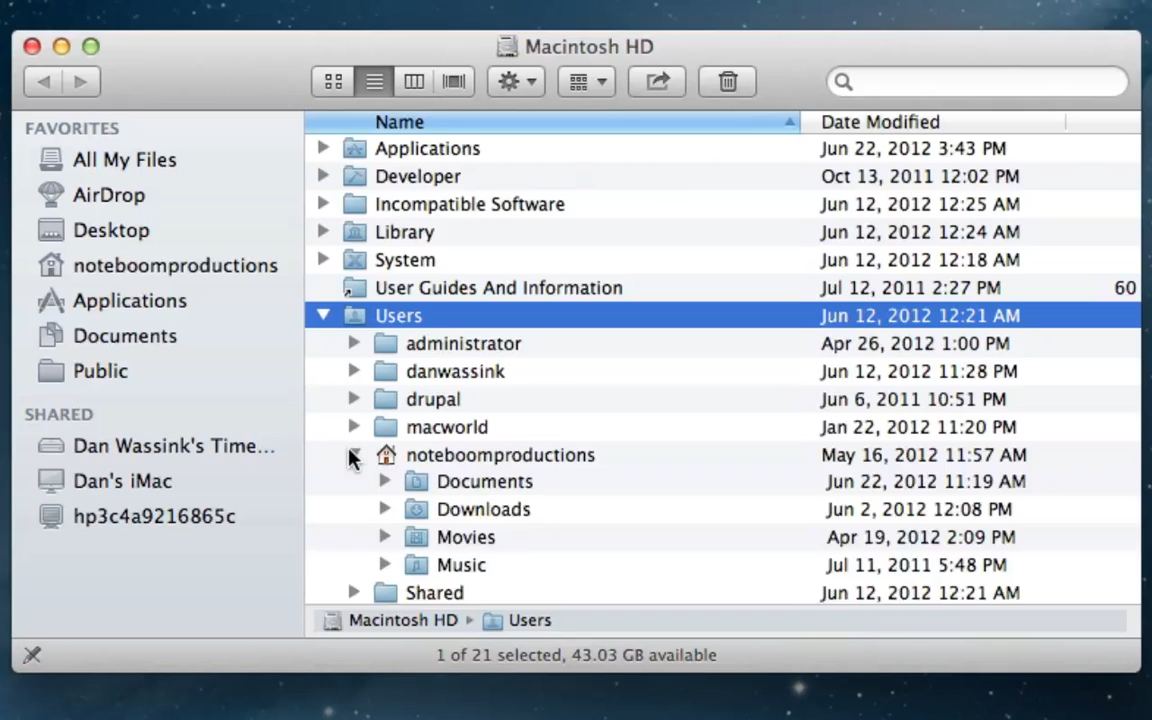 Macintosh HD
FAVORITES
All My Files
AirDrop
Desktop
noteboomproductions
Applications
Documents
Public
SHARED
Dan Wassink's Time...
Dan's iMac
hp3c4a9216865c
Name Date Modified
Applications Jun 22, 2012 3:43 PM
Developer Oct 13, 2011 12:02 PM
Incompatible Software Jun 12, 2012 12:25 AM
Library Jun 12, 2012 12:24 AM
System Jun 12, 2012 12:18 AM
User Guides And Information Jul 12, 2011 2:27 PM 60
Users Jun 12, 2012 12:21 AM
administrator Apr 26, 2012 1:00 PM
danwassink Jun 12, 2012 11:28 PM
drupal Jun 6, 2011 10:51 PM
macworld Jan 22, 2012 11:20 PM
noteboomproductions May 16, 2012 11:57 AM
Documents Jun 22, 2012 11:19 AM
Downloads Jun 2, 2012 12:08 PM
Movies Apr 19, 2012 2:09 PM
Music Jul 11, 2011 5:48 PM
Shared Jun 12, 2012 12:21 AM
Macintosh HD Users
1 of 21 selected, 43.03 GB available